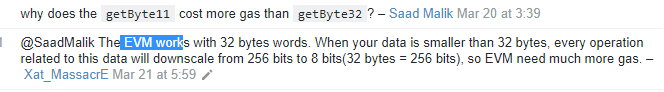 why does the getByte11 cost more gas than getByte32 ? – Saad Malik Mar 20 at 3:39
@SaadMalik The EVM works with 32 bytes words. When your data is smaller than 32 bytes, every operation
related to this data will downscale from 256 bits to 8 bits(32 bytes = 256 bits), so EVM need much more gas. –
Xat_MassacrE Mar 21 at 5:59